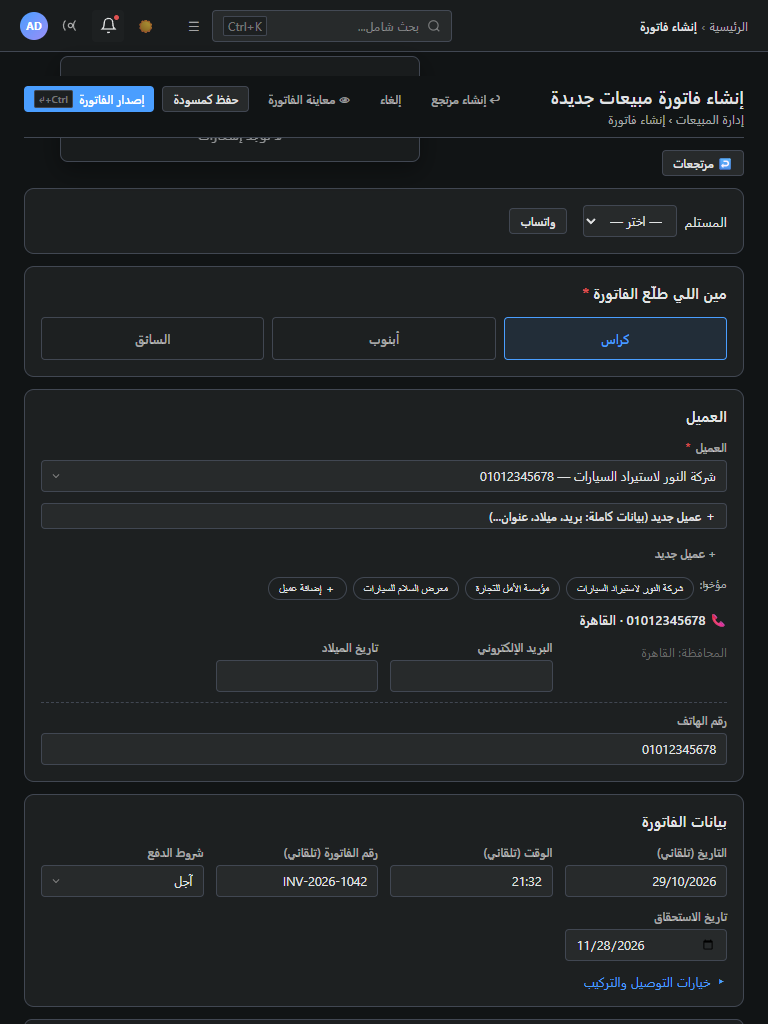 الرئيسية › إنشاء فاتورة
بحث شامل... Ctrl+K
AD
إنشاء فاتورة مبيعات جديدة
إدارة المبيعات › إنشاء فاتورة
↩ إنشاء مرتجع
إلغاء
معاينة الفاتورة
حفظ كمسودة
إصدار الفاتورة Ctrl+↵
لا توجد إشعارات
مرتجعات
المستلم
— اختر —
واتساب
مين اللي طلّع الفاتورة *
كراس
أبنوب
السائق
العميل
العميل *
شركة النور لاستيراد السيارات — 01012345678
+ عميل جديد (بيانات كاملة: بريد، ميلاد، عنوان...)
+ عميل جديد
مؤخرًا:
شركة النور لاستيراد السيارات
مؤسسة الأمل للتجارة
معرض السلام للسيارات
+ إضافة عميل
01012345678 · القاهرة
المحافظة: القاهرة
البريد الإلكتروني
تاريخ الميلاد
رقم الهاتف
01012345678
بيانات الفاتورة
التاريخ (تلقائي)
الوقت (تلقائي)
رقم الفاتورة (تلقائي)
شروط الدفع
29/10/2026
21:32
INV-2026-1042
آجل
تاريخ الاستحقاق
11/28/2026
خيارات التوصيل والتركيب